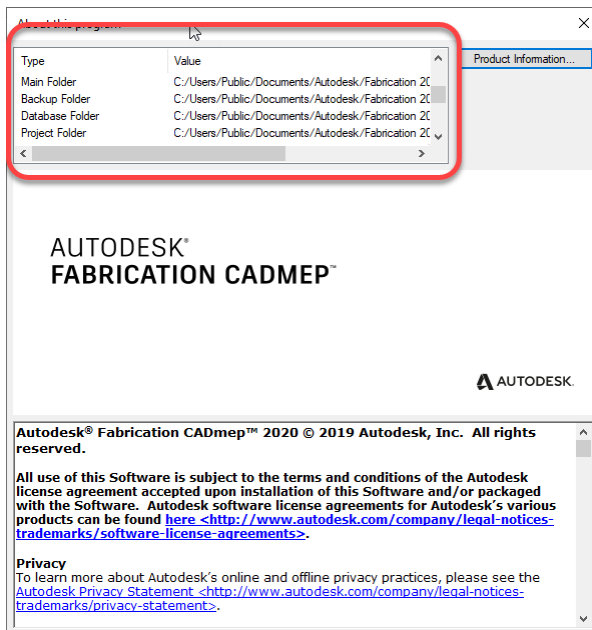 About this program
Type Value
Product Information...
Main Folder C:/Users/Public/Documents/Autodesk/Fabrication 20
Backup Folder C:/Users/Public/Documents/Autodesk/Fabrication 20
Database Folder C:/Users/Public/Documents/Autodesk/Fabrication 20
Project Folder C:/Users/Public/Documents/Autodesk/Fabrication 20
AUTODESK®
FABRICATION CADMEP™
AUTODESK.
Autodesk® Fabrication CADmep™ 2020 © 2019 Autodesk, Inc. All rights
reserved.
All use of this Software is subject to the terms and conditions of the Autodesk
license agreement accepted upon installation of this Software and/or packaged
with the Software. Autodesk software license agreements for Autodesk's various
products can be found here <http://www.autodesk.com/company/legal-notices-
trademarks/software-license-agreements>.
Privacy
To learn more about Autodesk's online and offline privacy practices, please see the
Autodesk Privacy Statement <http://www.autodesk.com/company/legal-notices-
trademarks/privacy-statement>.